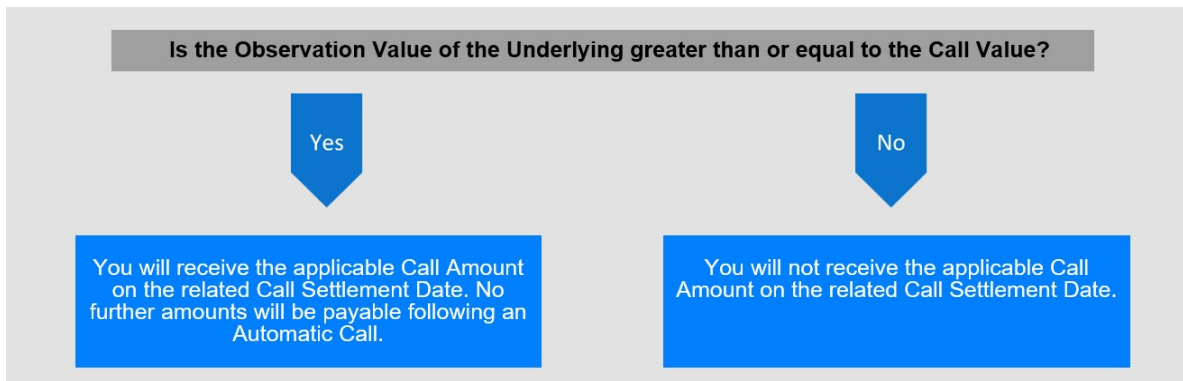 Is the Observation Value of the Underlying greater than or equal to the Call Value?
Yes
No
You will receive the applicable Call Amount
on the related Call Settlement Date. No
further amounts will be payable following an
Automatic Call.
You will not receive the applicable Call
Amount on the related Call Settlement Date.